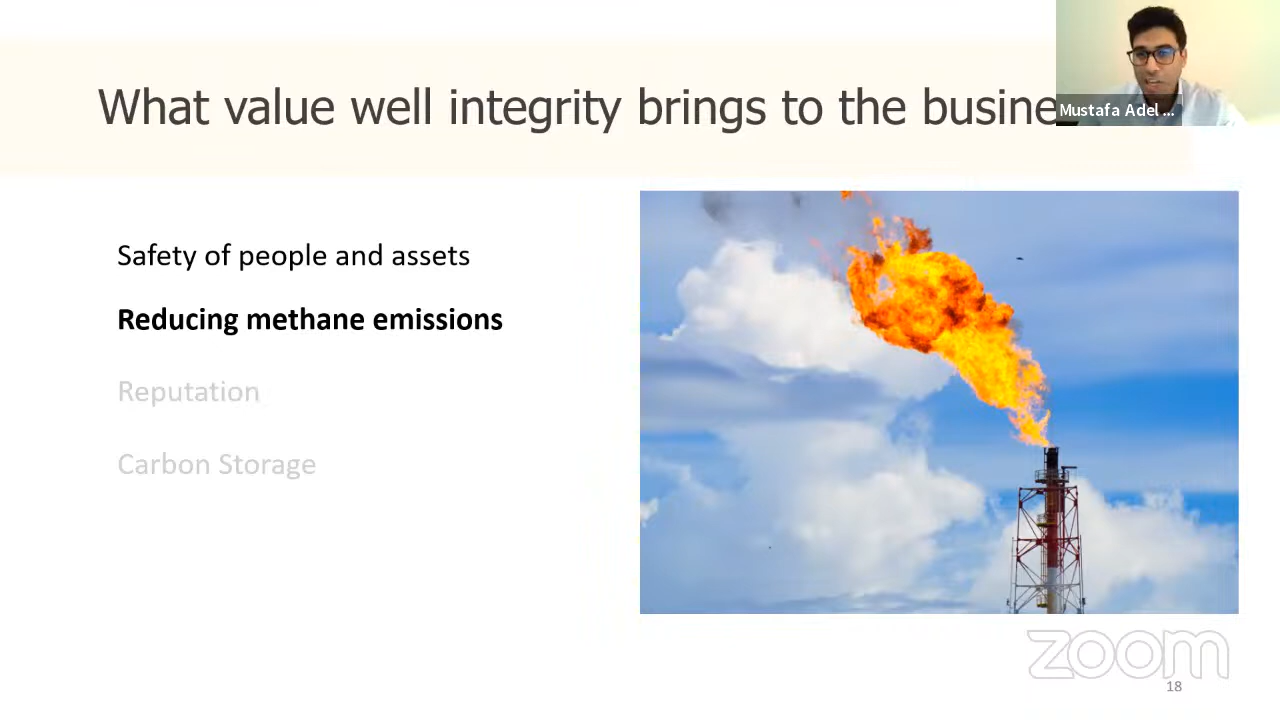 What value well integrity brings to the busine
Mustafa Adel ...
Safety of people and assets
Reducing methane emissions
Reputation
Carbon Storage
zoom
18